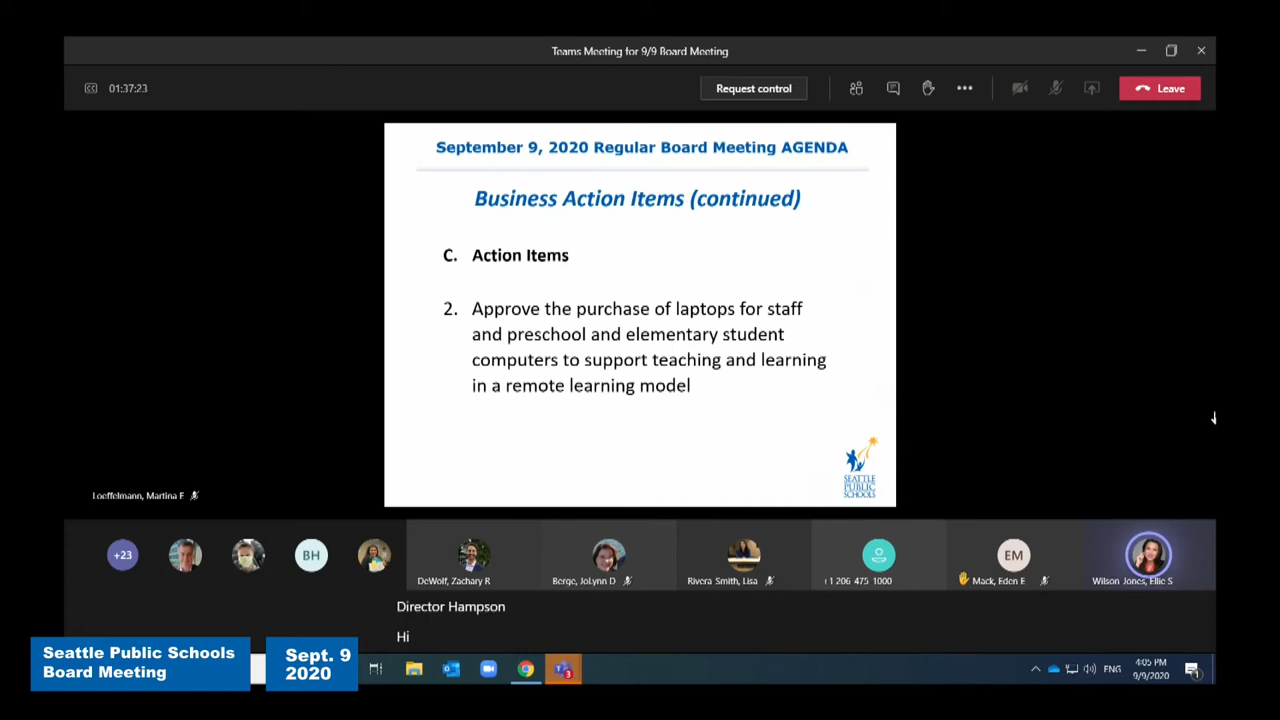 Teams Meeting for 9/9 Board Meeting
CC
01:37:23
Request control
Leave
September 9, 2020 Regular Board Meeting AGENDA
Business Action Items (continued)
C. Action Items
2. Approve the purchase of laptops for staff
and preschool and elementary student
computers to support teaching and learning
in a remote learning model
SEATTLE
PUBLIC
SCHOOLS
Loeffelmann, Martina E
+23
BH
EM
DeWolf, Zachary R
Berge, JoLynn D
Rivera Smith, Lisa
1 206 475 1000
Mack, Eden E
Wilson Jones, Ellie S
Director Hampson
Hi
Seattle Public Schools
Board Meeting
Sept. 9
2020
3
ENG
4:05 PM
9/9/2020
1